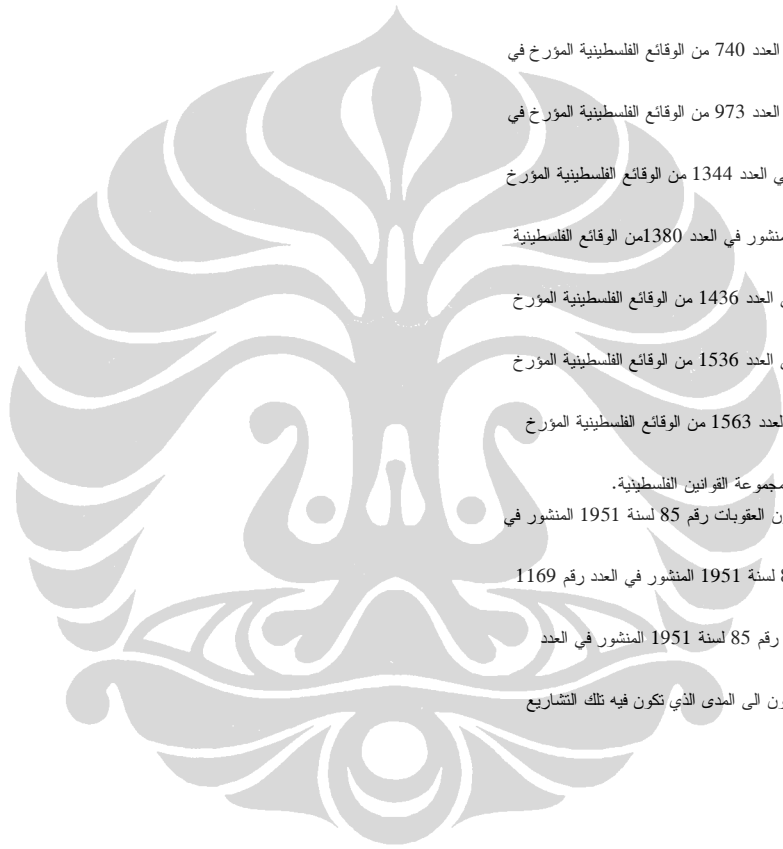 العدد 740 من الوقائع الفلسطينية المؤرخ في
العدد 973 من الوقائع الفلسطينية المؤرخ في
ي العدد 1344 من الوقائع الفلسطينية المؤرخ
منشور في العدد 1380من الوقائع الفلسطينية
ي العدد 1436 من الوقائع الفلسطينية المؤرخ
ي العدد 1536 من الوقائع الفلسطينية المؤرخ
لعدد 1563 من الوقائع الفلسطينية المؤرخ
مجموعة القوانين الفلسطينية.
ن العقوبات رقم 85 لسنة 1951 المنشور في
8 لسنة 1951 المنشور في العدد رقم 1169
رقم 85 لسنة 1951 المنشور في العدد
ون الى المدى الذي تكون فيه تلك التشاريع